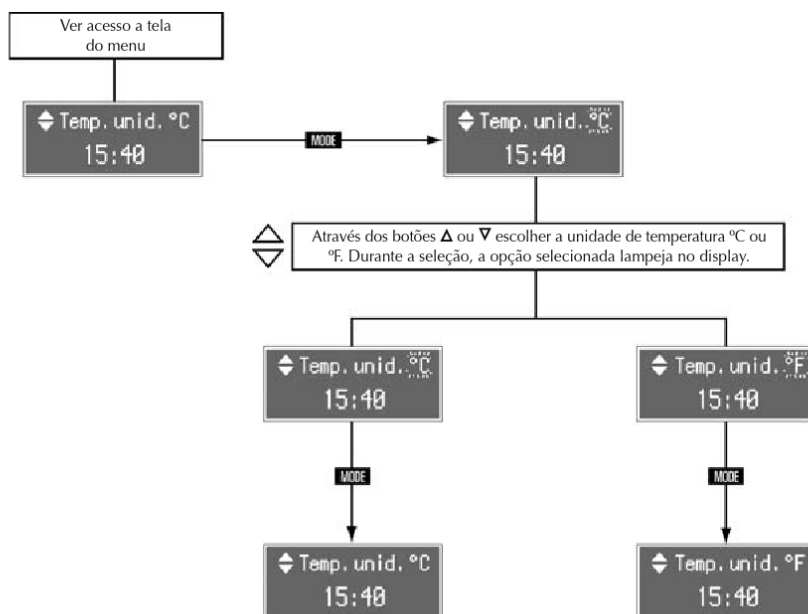 Ver acesso a tela
do menu
Temp. unid. °C
15:40
MODE
Temp. unid. °C
15:40
Através dos botões Δ ou ∇ escolher a unidade de temperatura ºC ou
ºF. Durante a seleção, a opção selecionada lampeja no display.
Temp. unid. °C
15:40
Temp. unid. °F
15:40
MODE
MODE
Temp. unid. °C
15:40
Temp. unid. °F
15:40